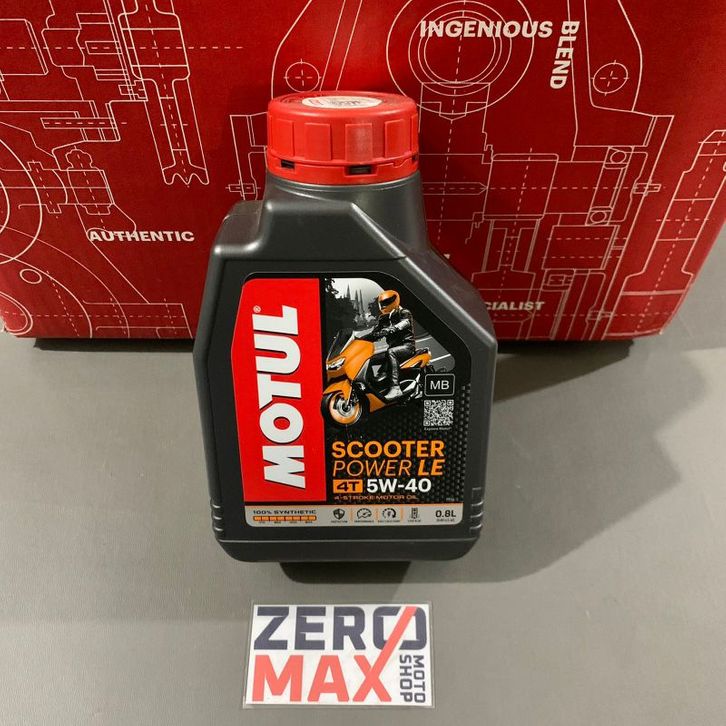 INGENIOUS
BLEND
AUTHENTIC
MOTUL®
MB
SCOOTER
POWER LE
4T 5W-40
4-STROKE MOTOR OIL
100% SYNTHETIC
0.8L
ZERO
MAX
MOTO
SHOP